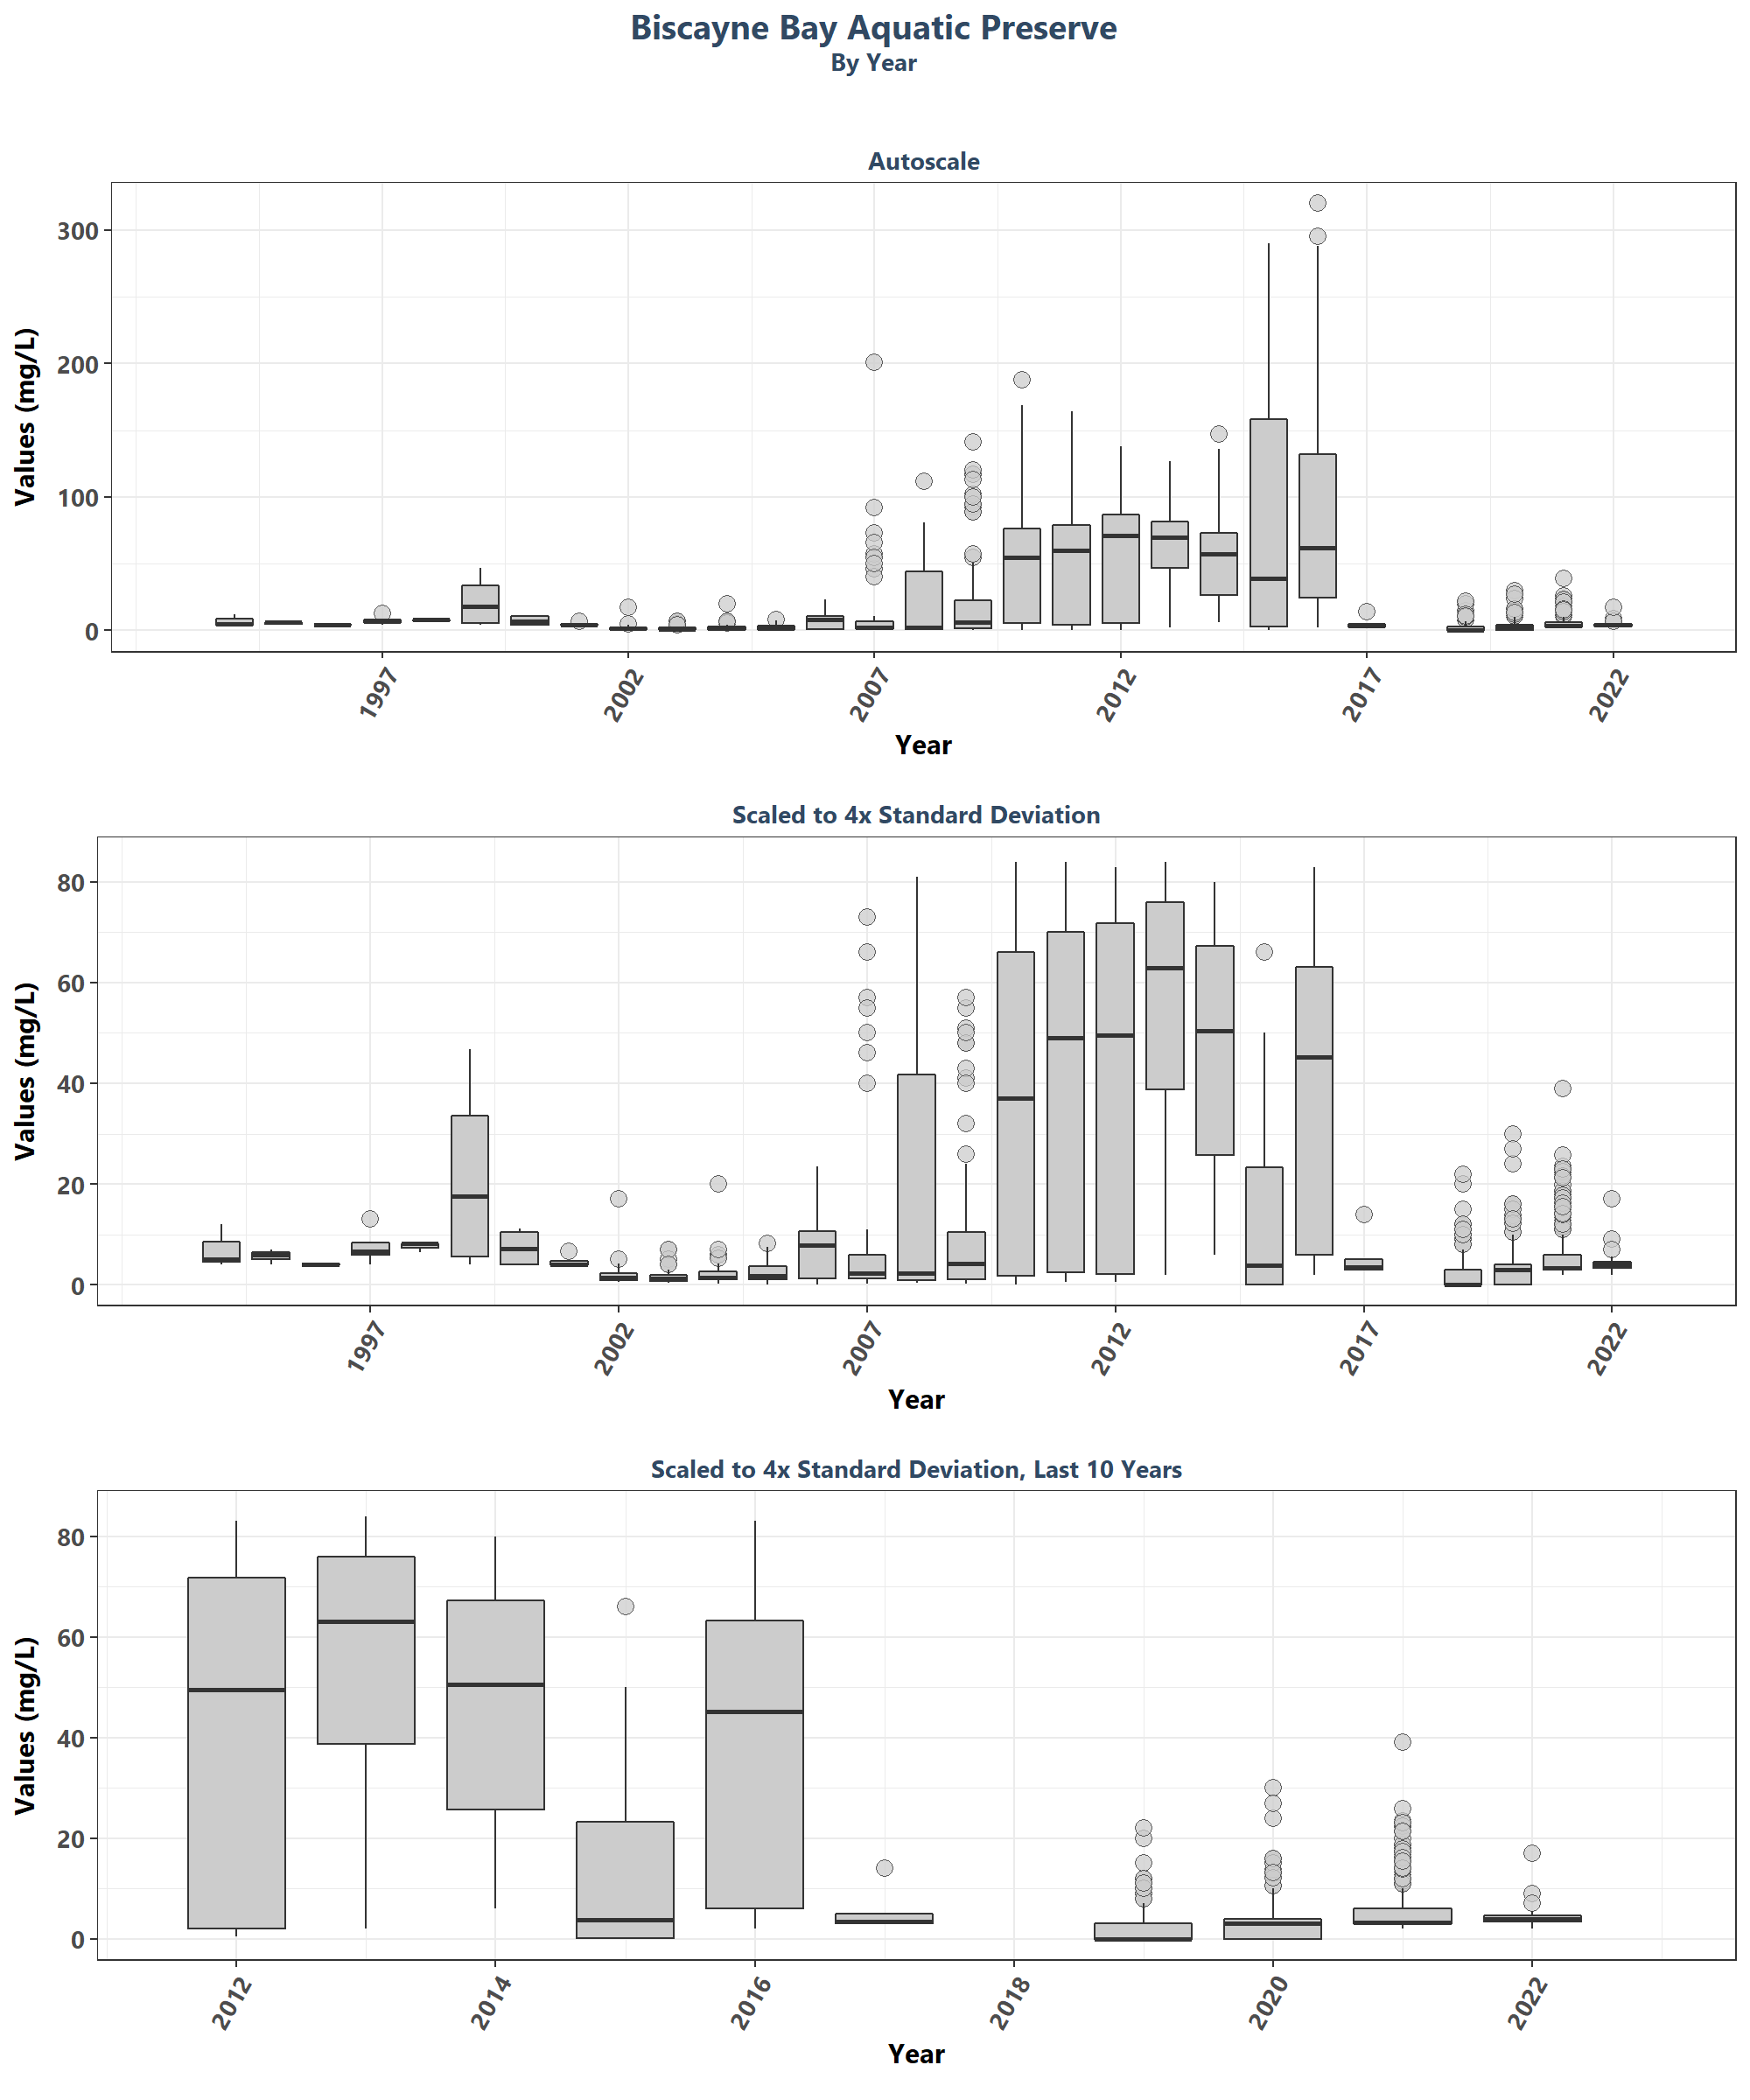 Biscayne Bay Aquatic Preserve
By Year
Autoscale
Values (mg/L)
300
200
100
0
1997
2002
2007
2012
2017
2022
Year
Scaled to 4x Standard Deviation
Values (mg/L)
80
60
40
20
0
1997
2002
2007
2012
2017
2022
Year
Scaled to 4x Standard Deviation, Last 10 Years
Values (mg/L)
80
60
40
20
0
2012
2014
2016
2018
2020
2022
Year